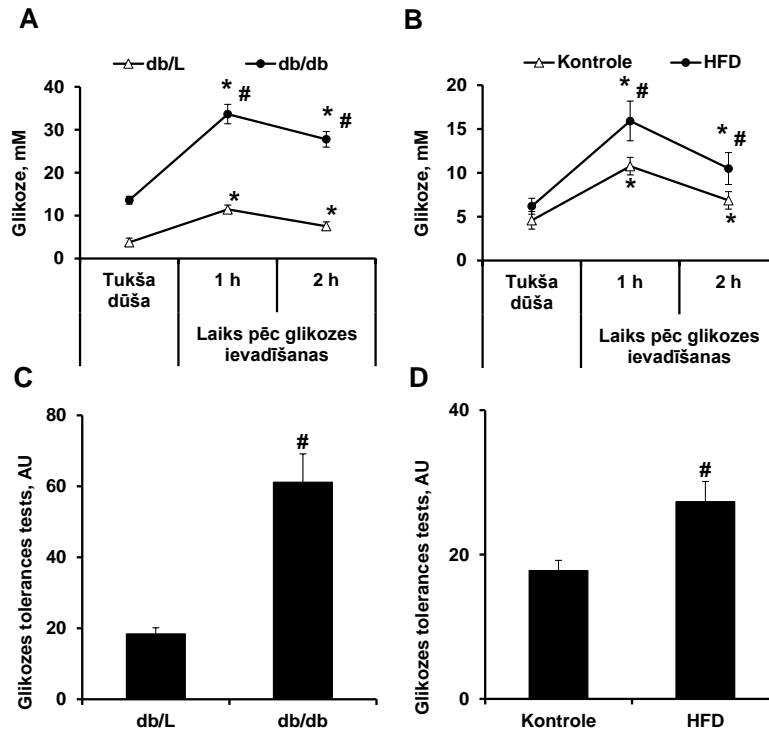 A
db/L db/db
Glikoze, mM
40
30
20
10
0
* #
* #
*
*
Tukša dūša
1 h
2 h
Laiks pēc glikozes
ievadīšanas
B
Kontrole HFD
Glikoze, mM
20
15
10
5
0
* #
* #
*
*
Tukša dūša
1 h
2 h
Laiks pēc glikozes
ievadīšanas
C
Glikozes tolerances tests, AU
80
60
40
20
0
#
db/L db/db
D
Glikozes tolerances tests, AU
40
20
0
#
Kontrole HFD